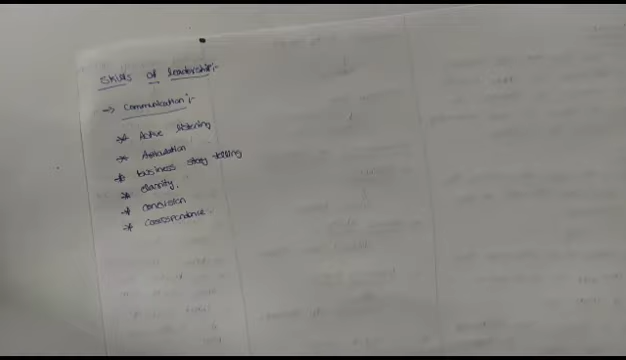 Skills of leadership:-
→ Communication:-
* Active listening
* Articulation
* business story-telling
* clarity.
* concision
* Correspondence.